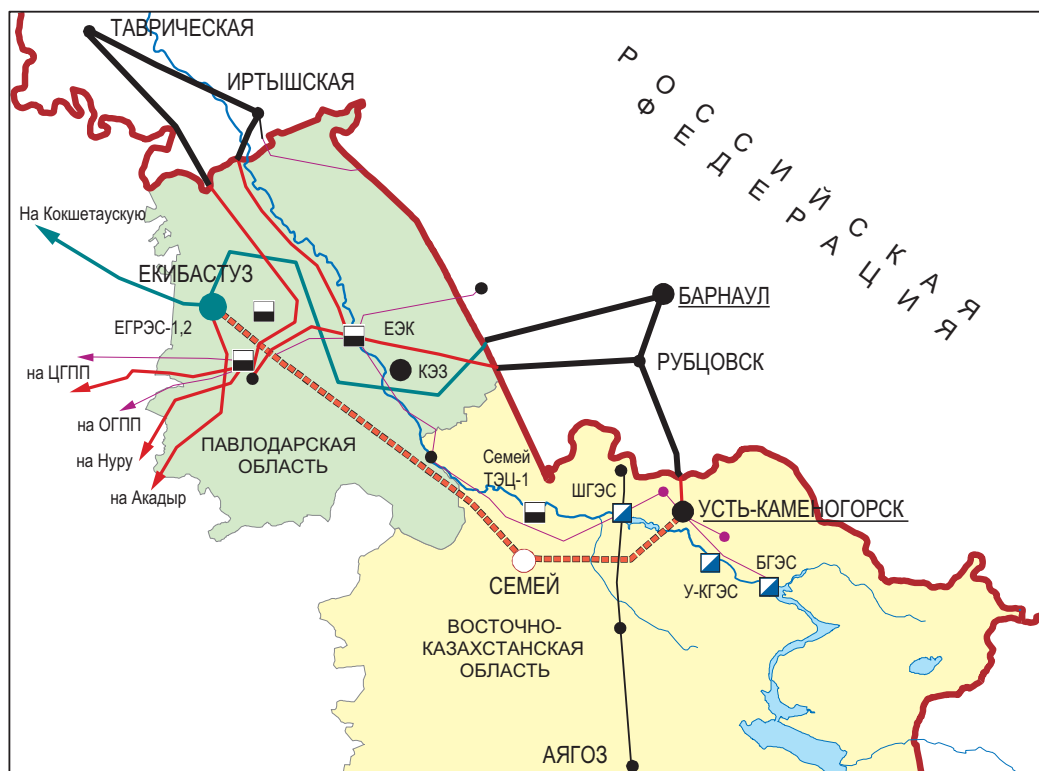 ТАВРИЧЕСКАЯ
ИРТЫШСКАЯ
РОССИЙСКАЯ
ФЕДЕРАЦИЯ
На Кокшетаускую
ЕКИБАСТУЗ
ЕГРЭС-1,2
ЕЭК
БАРНАУЛ
КЭЗ
РУБЦОВСК
на ЦГПП
на ОГПП
на Нуру
на Акадыр
ПАВЛОДАРСКАЯ
ОБЛАСТЬ
Семей
ТЭЦ-1
ШГЭС
УСТЬ-КАМЕНОГОРСК
БГЭС
У-КГЭС
СЕМЕЙ
ВОСТОЧНО-
КАЗАХСТАНСКАЯ
ОБЛАСТЬ
АЯГОЗ